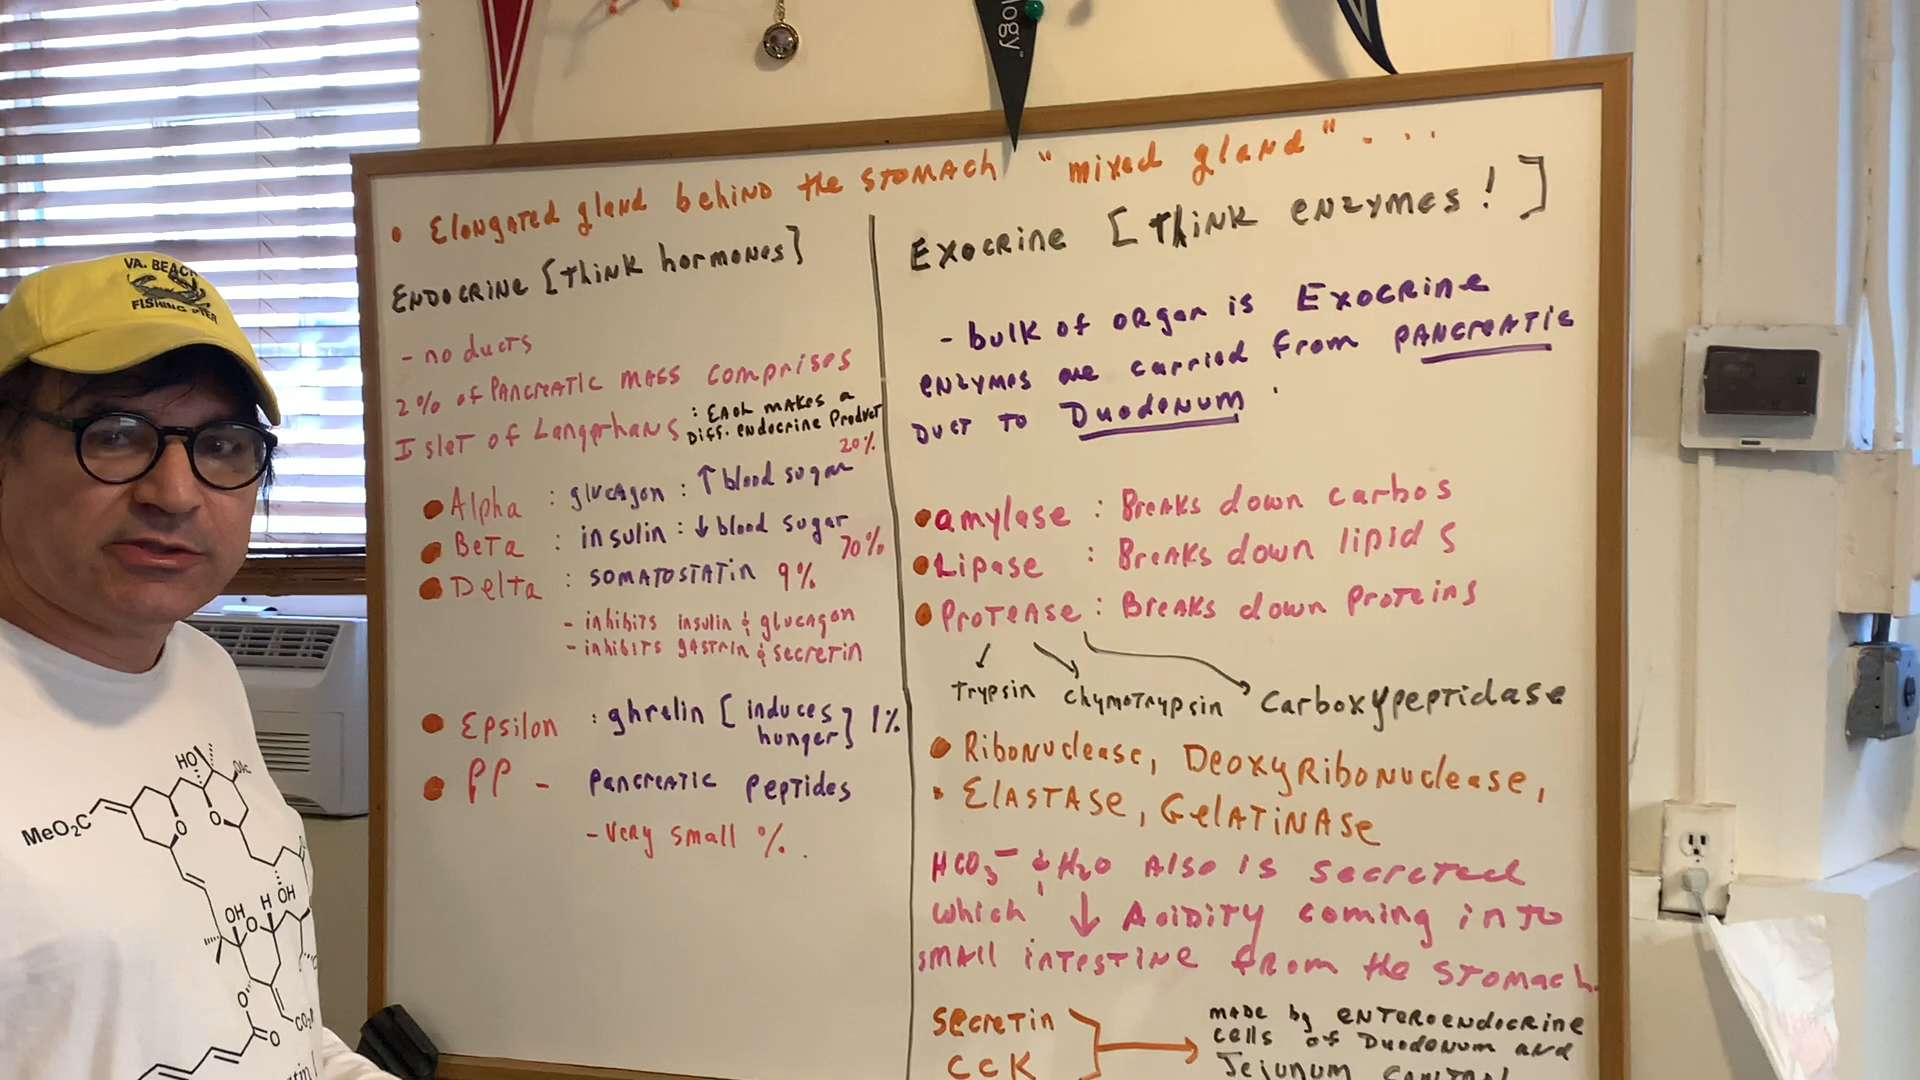 ology"
• Elongated gland behind the stomach "mixed gland" ...
Endocrine [think hormones]
- no ducts
2% of pancreatic mass comprises
Islet of Langerhans : Each makes a
Diff. endocrine product
• Alpha : glucagon : ↑ blood sugar 20%
• Beta : insulin : ↓ blood sugar 70%
• Delta : somatostatin 9%
- inhibits insulin & glucagon
- inhibits gastrin & secretin
• Epsilon : ghrelin [induces hunger] 1%
• PP - Pancreatic peptides
- Very small %.
Exocrine [Think enzymes!]
- bulk of organ is Exocrine
enzymes are carried from pancreatic
duct to Duodenum.
• amylase : Breaks down carbos
• Lipase : Breaks down lipids
• Protease : Breaks down proteins
Trypsin chymotrypsin carboxypeptidase
• Ribonuclease, Deoxyribonuclease,
• Elastase, Gelatinase
HCO3⁻ & H2O Also is secreted
which ↓ Acidity coming into
small intestine from the stomach.
secretin
CCK
made by enteroendocrine
cells of Duodenum and
Jejunum
VA. BEACH
FISHING PIER
HO
OAc
MeO2C
O
O
OH
OH
H
O
O
O
CO2